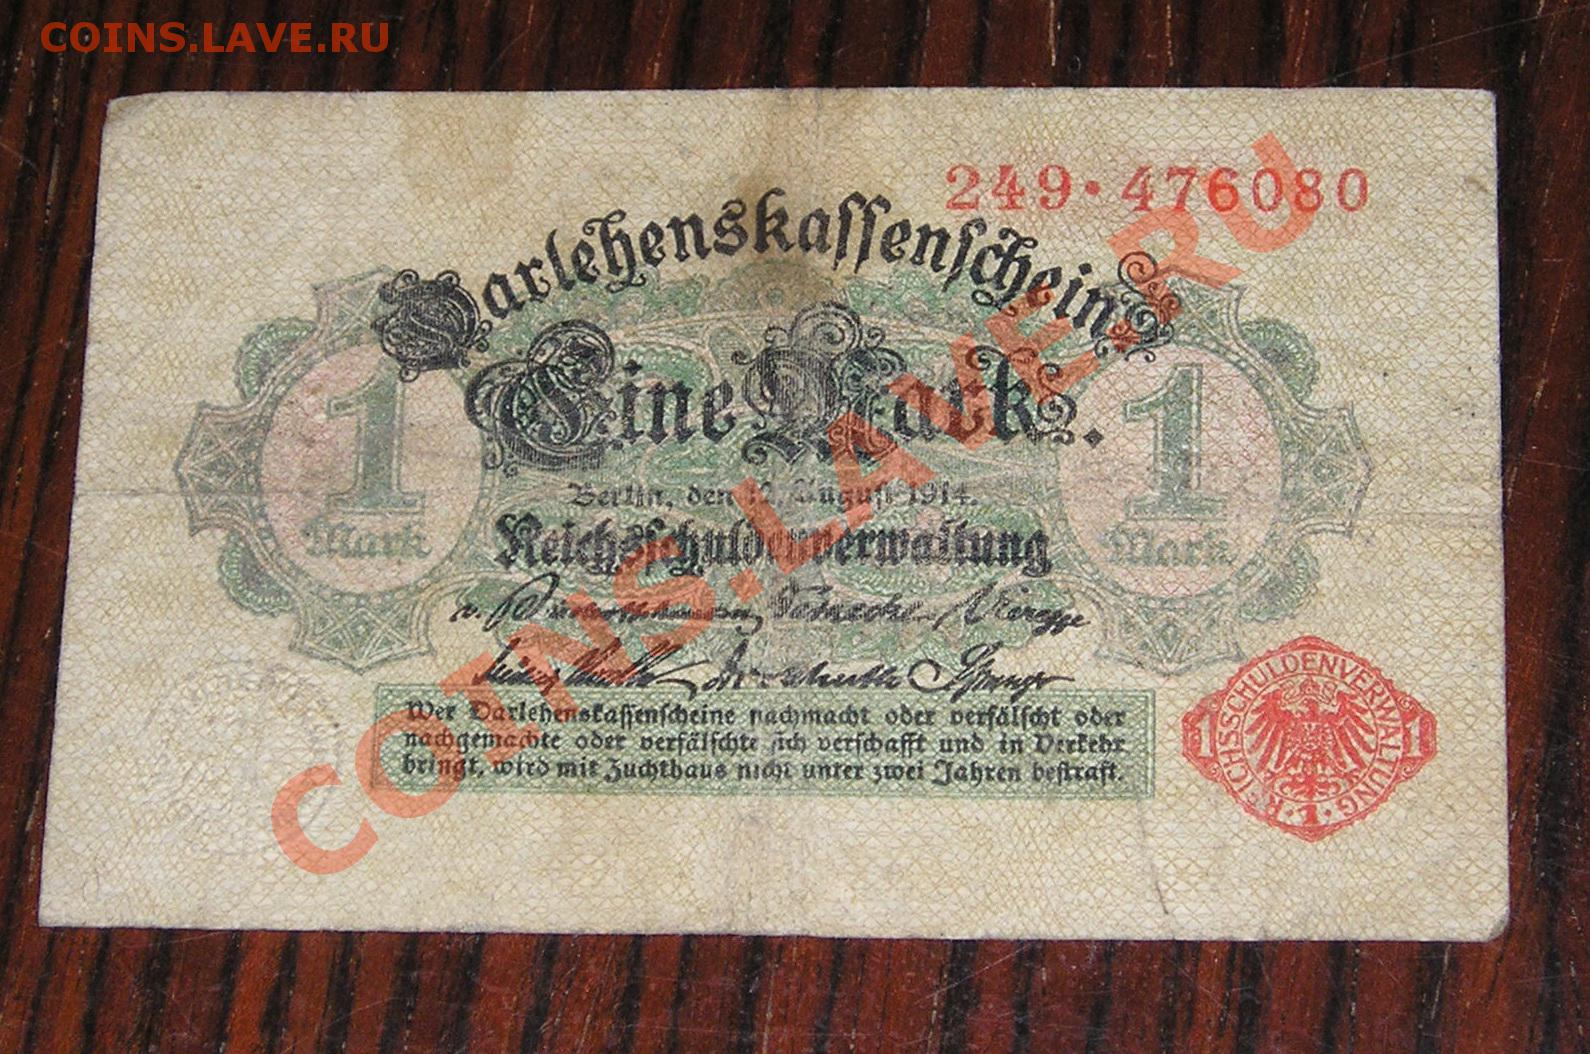 COINS.LAVE.RU
249·476080
Darlehenskassenschein
Eine Mark.
1 Mark
1 Mark
Berlin, den 12. August 1914.
Reichsschuldenverwaltung
Wer Darlehenskassenscheine nachmacht oder verfälscht oder
nachgemachte oder verfälschte sich verschafft und in Verkehr
bringt, wird mit Zuchthaus nicht unter zwei Jahren bestraft.
REICHSSCHULDENVERWALTUNG
1 1
1
COINS.LAVE.RU